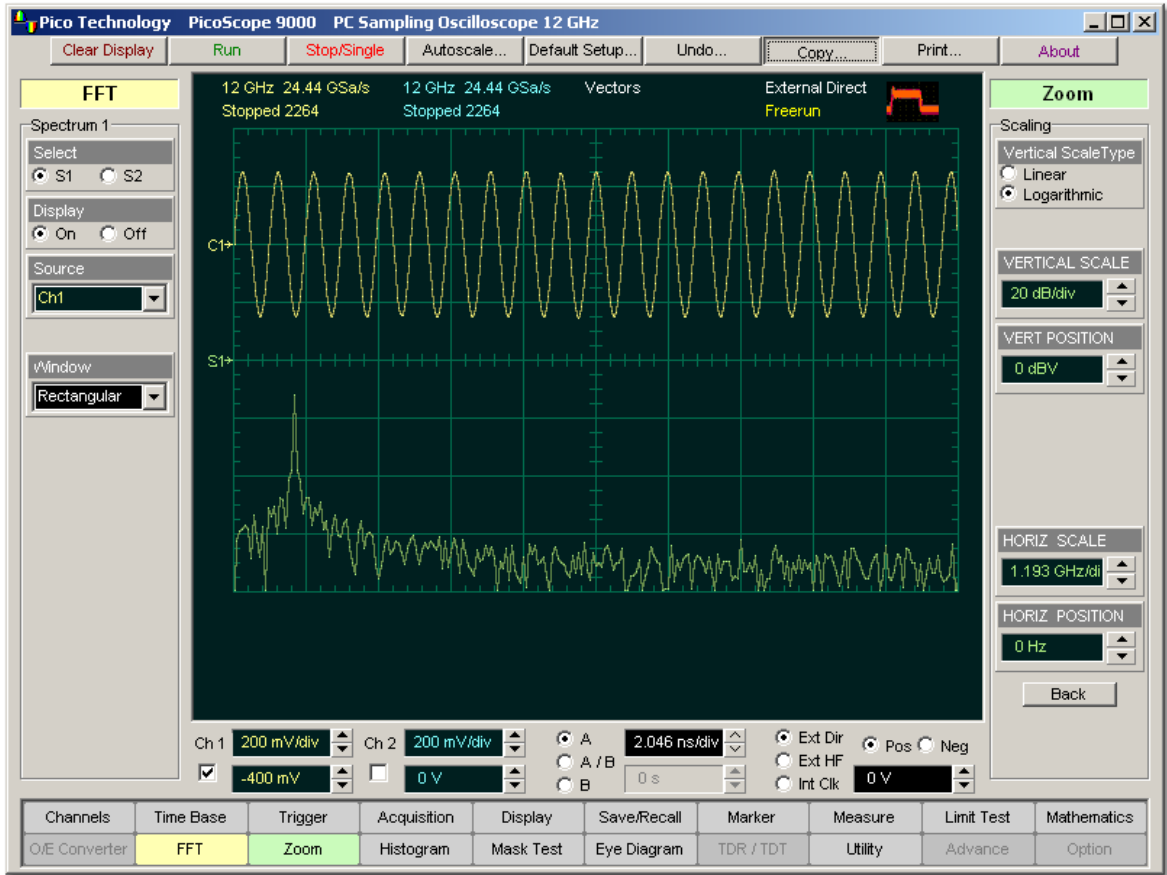 Pico Technology PicoScope 9000 PC Sampling Oscilloscope 12 GHz
Clear Display Run Stop/Single Autoscale... Default Setup... Undo... Copy... Print... About
FFT
Spectrum 1
Select
S1 S2
Display
On Off
Source
Ch1
Window
Rectangular
12 GHz 24.44 GSa/s 12 GHz 24.44 GSa/s Vectors External Direct
Stopped 2264 Stopped 2264 Freerun
C1
S1
Zoom
Scaling
Vertical ScaleType
Linear
Logarithmic
VERTICAL SCALE
20 dB/div
VERT POSITION
0 dBV
HORIZ SCALE
1.193 GHz/di
HORIZ POSITION
0 Hz
Back
Ch 1 200 mV/div Ch 2 200 mV/div A 2.046 ns/div Ext Dir Pos Neg
A / B Ext HF
-400 mV 0 V B 0 s Int Clk 0 V
Channels Time Base Trigger Acquisition Display Save/Recall Marker Measure Limit Test Mathematics
O/E Converter FFT Zoom Histogram Mask Test Eye Diagram TDR / TDT Utility Advance Option